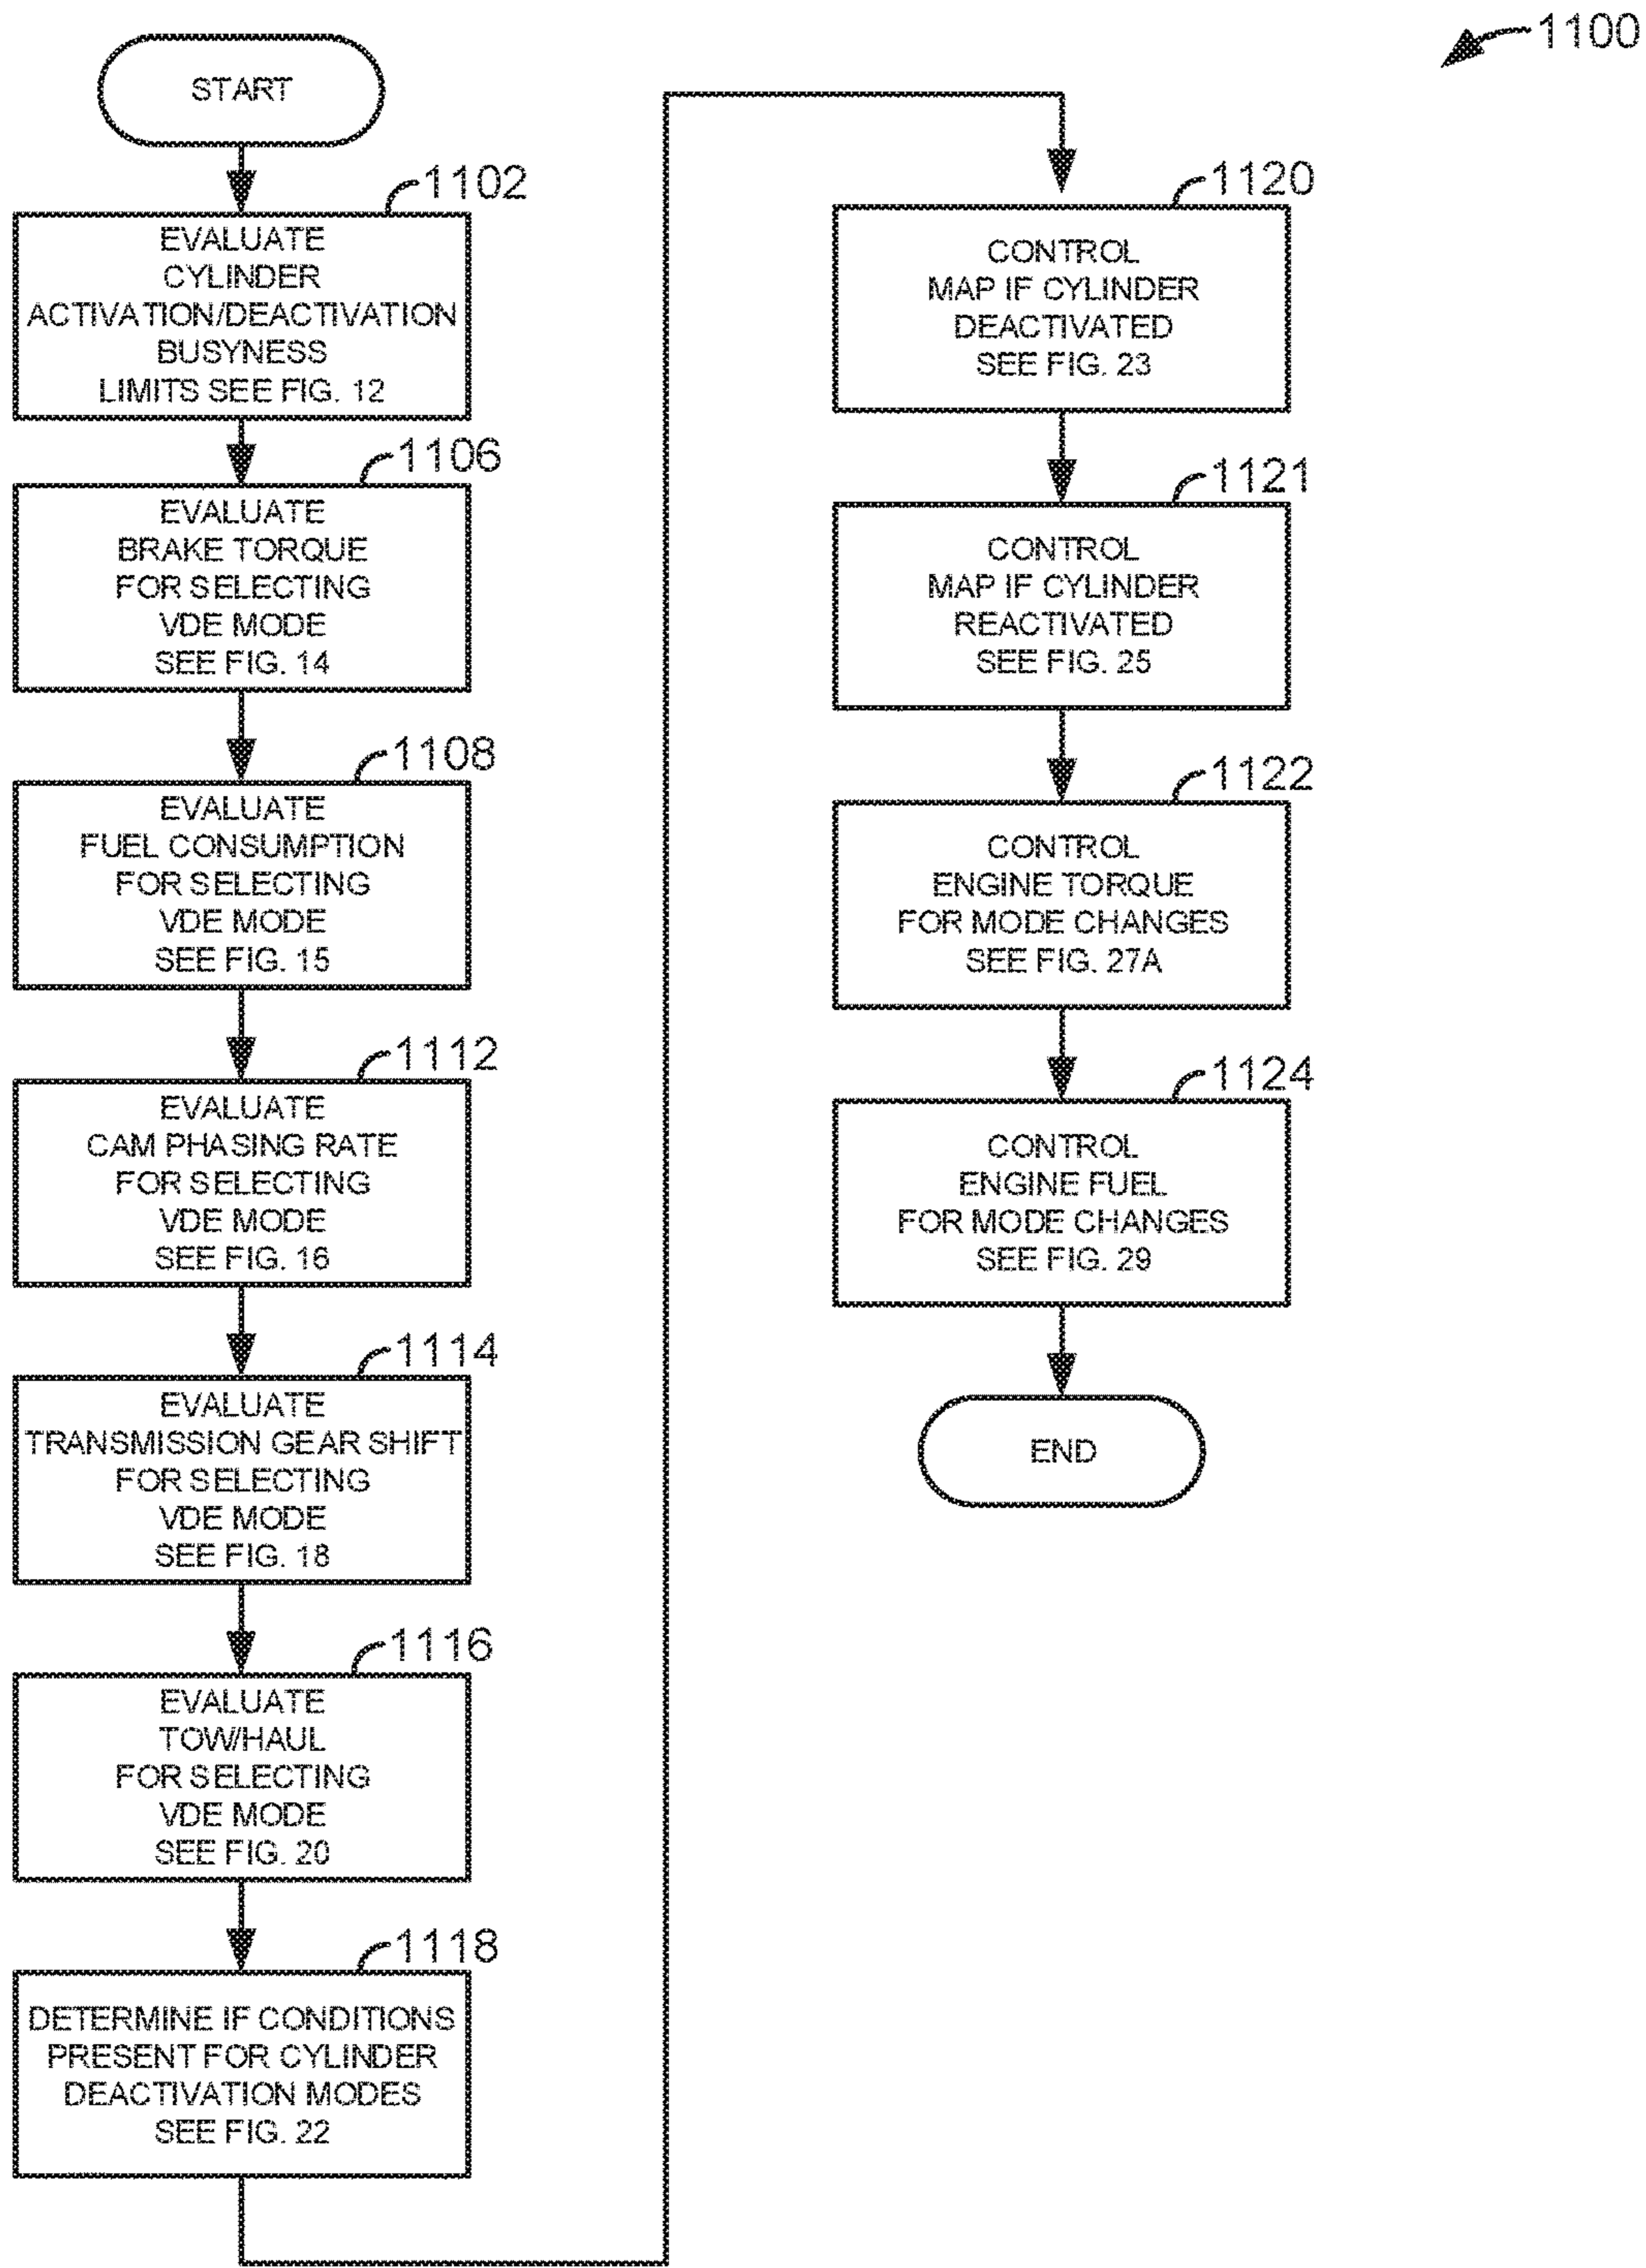 1100
START
1102
EVALUATE
CYLINDER
ACTIVATION/DEACTIVATION
BUSYNESS
LIMITS SEE FIG. 12
1106
EVALUATE
BRAKE TORQUE
FOR SELECTING
VDE MODE
SEE FIG. 14
1108
EVALUATE
FUEL CONSUMPTION
FOR SELECTING
VDE MODE
SEE FIG. 15
1112
EVALUATE
CAM PHASING RATE
FOR SELECTING
VDE MODE
SEE FIG. 16
1114
EVALUATE
TRANSMISSION GEAR SHIFT
FOR SELECTING
VDE MODE
SEE FIG. 18
1116
EVALUATE
TOW/HAUL
FOR SELECTING
VDE MODE
SEE FIG. 20
1118
DETERMINE IF CONDITIONS
PRESENT FOR CYLINDER
DEACTIVATION MODES
SEE FIG. 22
1120
CONTROL
MAP IF CYLINDER
DEACTIVATED
SEE FIG. 23
1121
CONTROL
MAP IF CYLINDER
REACTIVATED
SEE FIG. 25
1122
CONTROL
ENGINE TORQUE
FOR MODE CHANGES
SEE FIG. 27A
1124
CONTROL
ENGINE FUEL
FOR MODE CHANGES
SEE FIG. 29
END